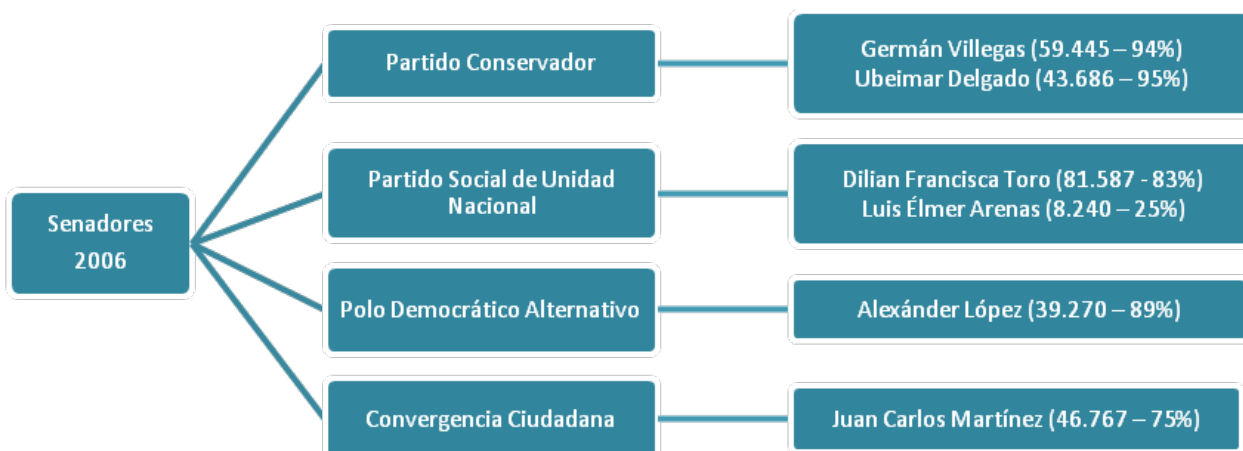 Senadores
2006
Partido Conservador
Germán Villegas (59.445 – 94%)
Ubeimar Delgado (43.686 – 95%)
Partido Social de Unidad
Nacional
Dilian Francisca Toro (81.587 - 83%)
Luis Élmer Arenas (8.240 – 25%)
Polo Democrático Alternativo
Alexánder López (39.270 – 89%)
Convergencia Ciudadana
Juan Carlos Martínez (46.767 – 75%)